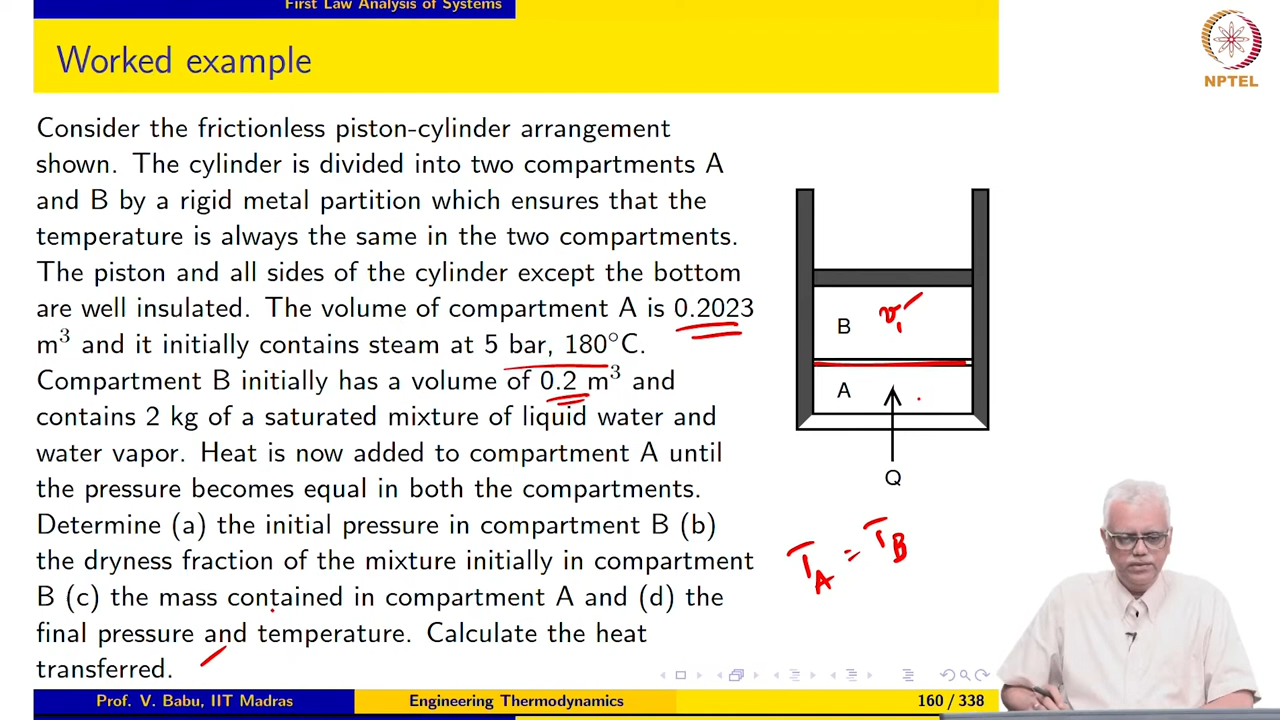 First Law Analysis of Systems
Worked example
NPTEL
Consider the frictionless piston-cylinder arrangement
shown. The cylinder is divided into two compartments A
and B by a rigid metal partition which ensures that the
temperature is always the same in the two compartments.
The piston and all sides of the cylinder except the bottom
are well insulated. The volume of compartment A is 0.2023
m³ and it initially contains steam at 5 bar, 180°C.
Compartment B initially has a volume of 0.2 m³ and
contains 2 kg of a saturated mixture of liquid water and
water vapor. Heat is now added to compartment A until
the pressure becomes equal in both the compartments.
Determine (a) the initial pressure in compartment B (b)
the dryness fraction of the mixture initially in compartment
B (c) the mass contained in compartment A and (d) the
final pressure and temperature. Calculate the heat
transferred.
B v₁
A
Q
T_A = T_B
Prof. V. Babu, IIT Madras Engineering Thermodynamics 160 / 338